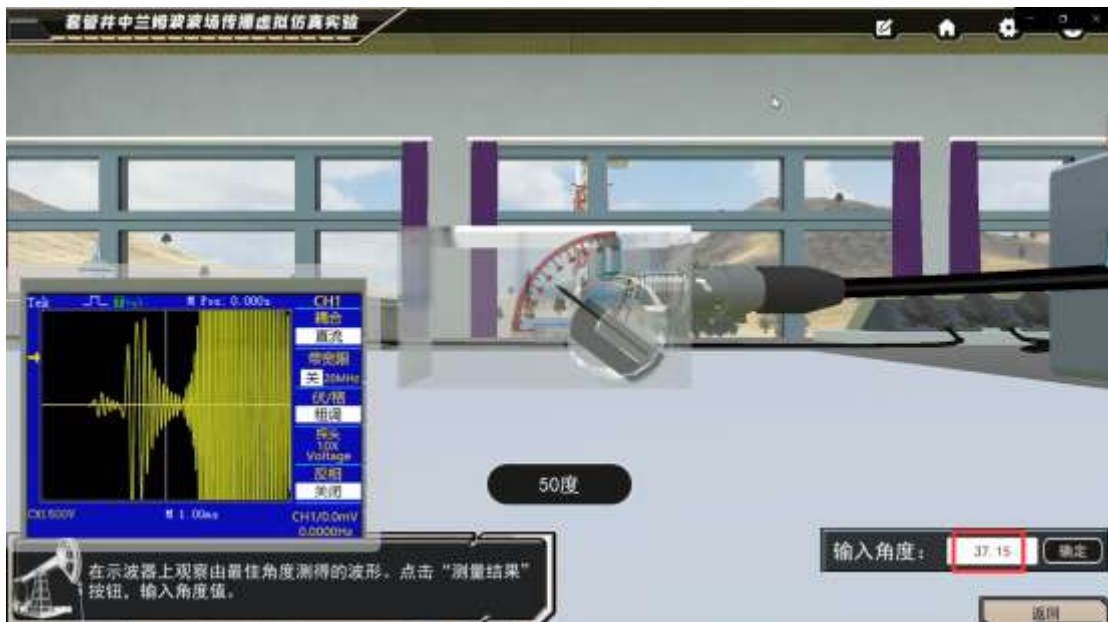 套管井中兰姆波波场传播虚拟仿真实验
Tek
M Pos: 0.000s
CH1
耦合
直流
带宽限
关 20MHz
伏/格
粗调
探头
10X
Voltage
反相
关闭
M 1.00ms
CH1/0.0mV
0.0000Hz
50度
在示波器上观察由最佳角度测得的波形。点击“测量结果”
按钮，输入角度值。
输入角度：
37.15
确定
返回